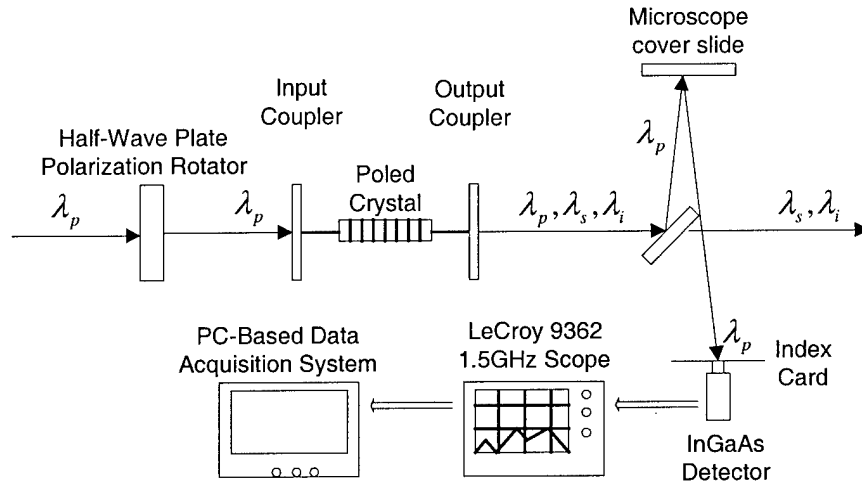 Microscope
cover slide
Input
Coupler
Output
Coupler
Half-Wave Plate
Polarization Rotator
Poled
Crystal
λp
λp
λp
λp, λs, λi
λs, λi
λp
PC-Based Data
Acquisition System
LeCroy 9362
1.5GHz Scope
Index
Card
InGaAs
Detector